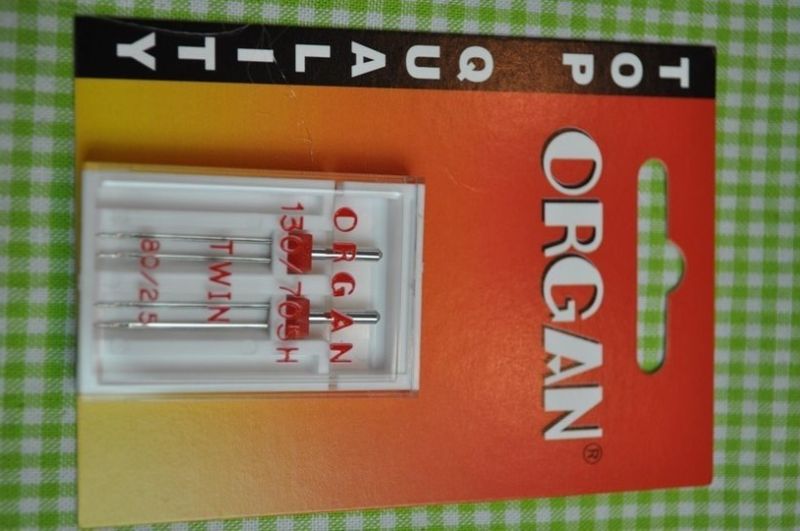 TOP QUALITY
ORGAN®
ORGAN
130/705H
TWIN
80/2.5